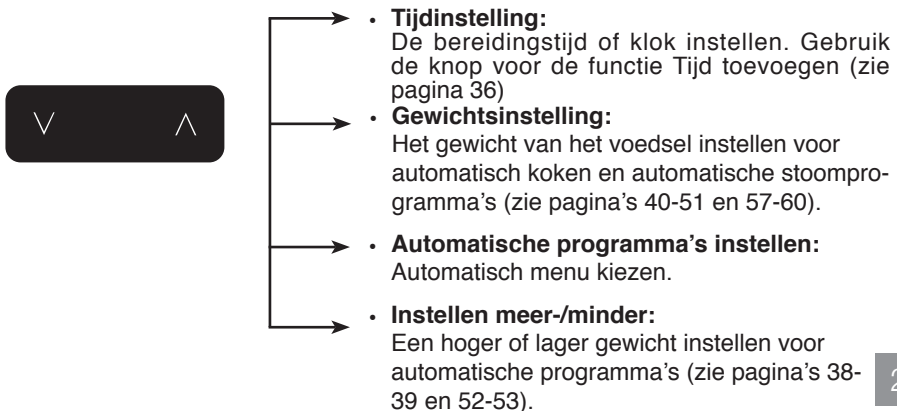 • Tijdinstelling:
De bereidingstijd of klok instellen. Gebruik
de knop voor de functie Tijd toevoegen (zie
pagina 36)
• Gewichtsinstelling:
Het gewicht van het voedsel instellen voor
automatisch koken en automatische stoompro-
gramma’s (zie pagina’s 40-51 en 57-60).
• Automatische programma’s instellen:
Automatisch menu kiezen.
• Instellen meer-/minder:
Een hoger of lager gewicht instellen voor
automatische programma’s (zie pagina’s 38-
39 en 52-53).